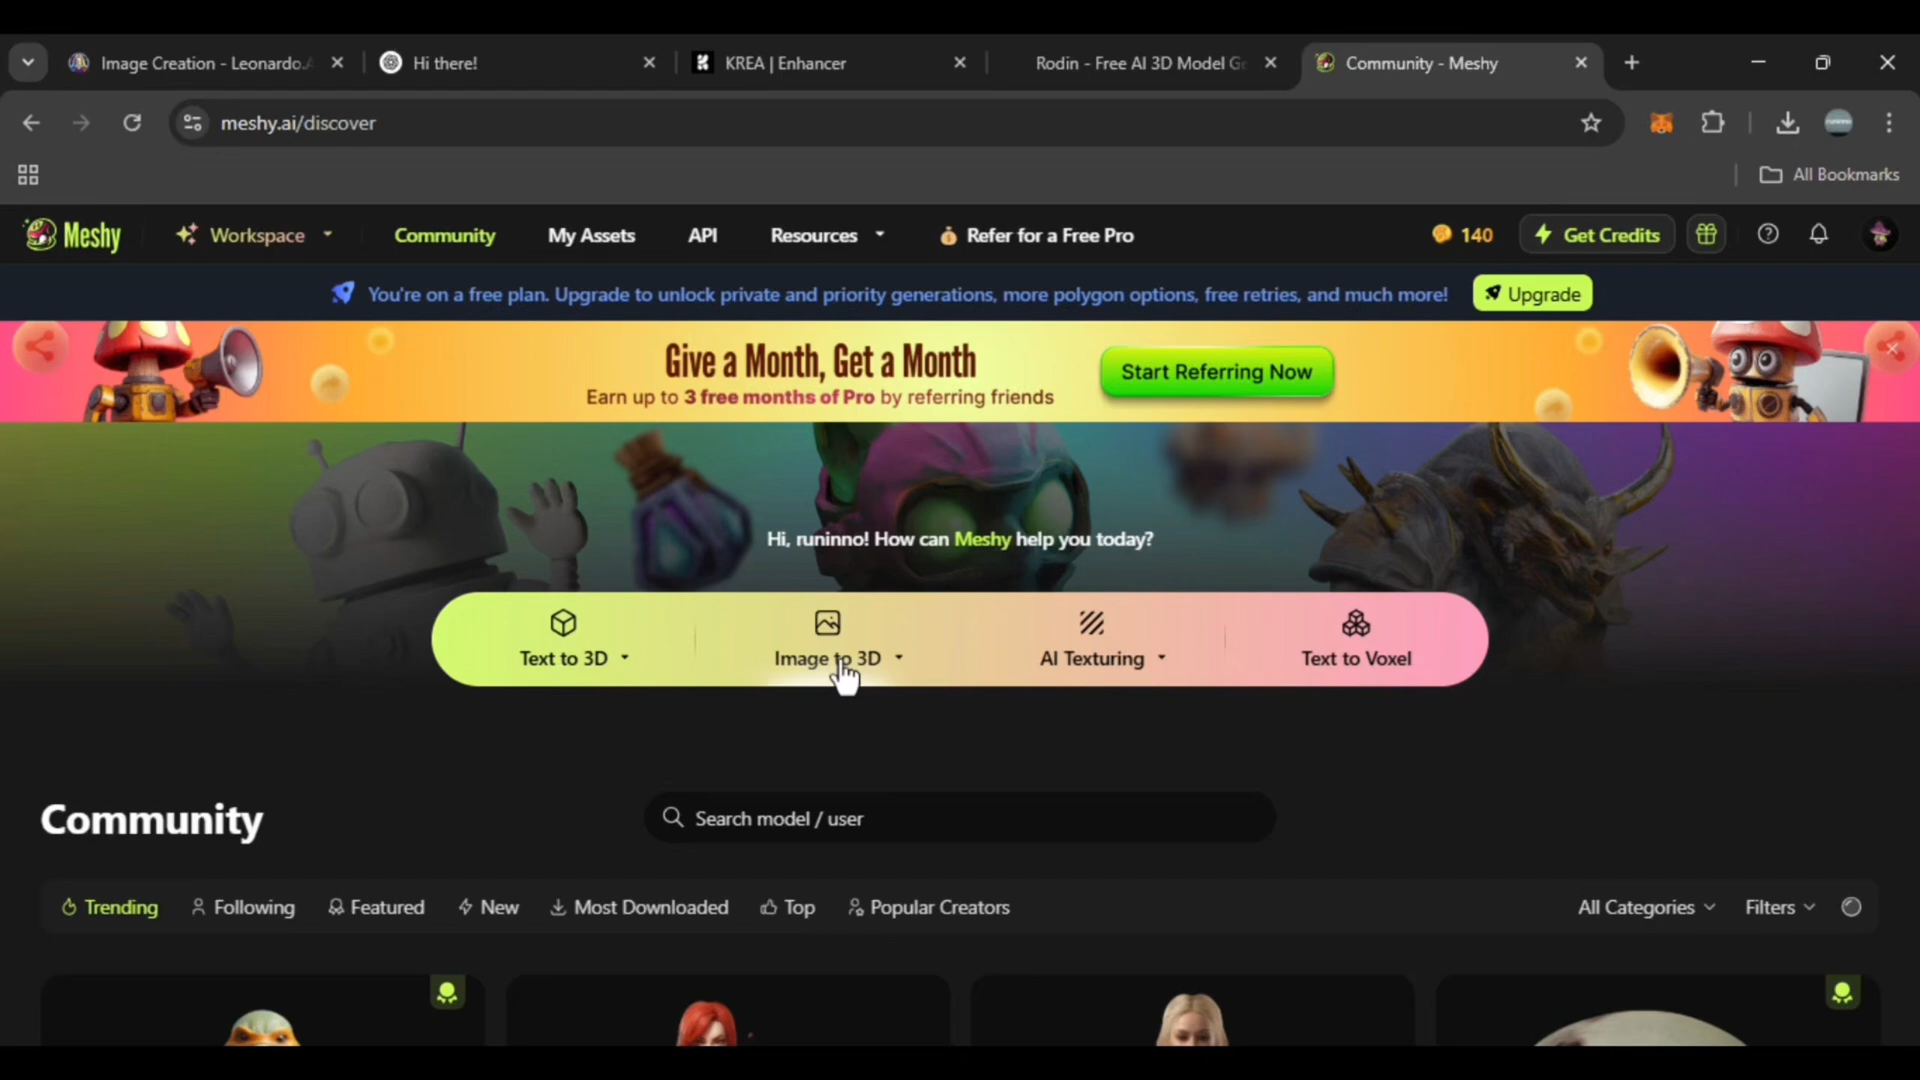 Image Creation - Leonardo.A
Hi there!
KREA | Enhancer
Rodin - Free AI 3D Model Ge
Community - Meshy
meshy.ai/discover
All Bookmarks
Meshy
Workspace
Community
My Assets
API
Resources
Refer for a Free Pro
140
Get Credits
You're on a free plan. Upgrade to unlock private and priority generations, more polygon options, free retries, and much more!
Upgrade
Give a Month, Get a Month
Earn up to 3 free months of Pro by referring friends
Start Referring Now
Hi, runinno! How can Meshy help you today?
Text to 3D
Image to 3D
AI Texturing
Text to Voxel
Community
Search model / user
Trending
Following
Featured
New
Most Downloaded
Top
Popular Creators
All Categories
Filters